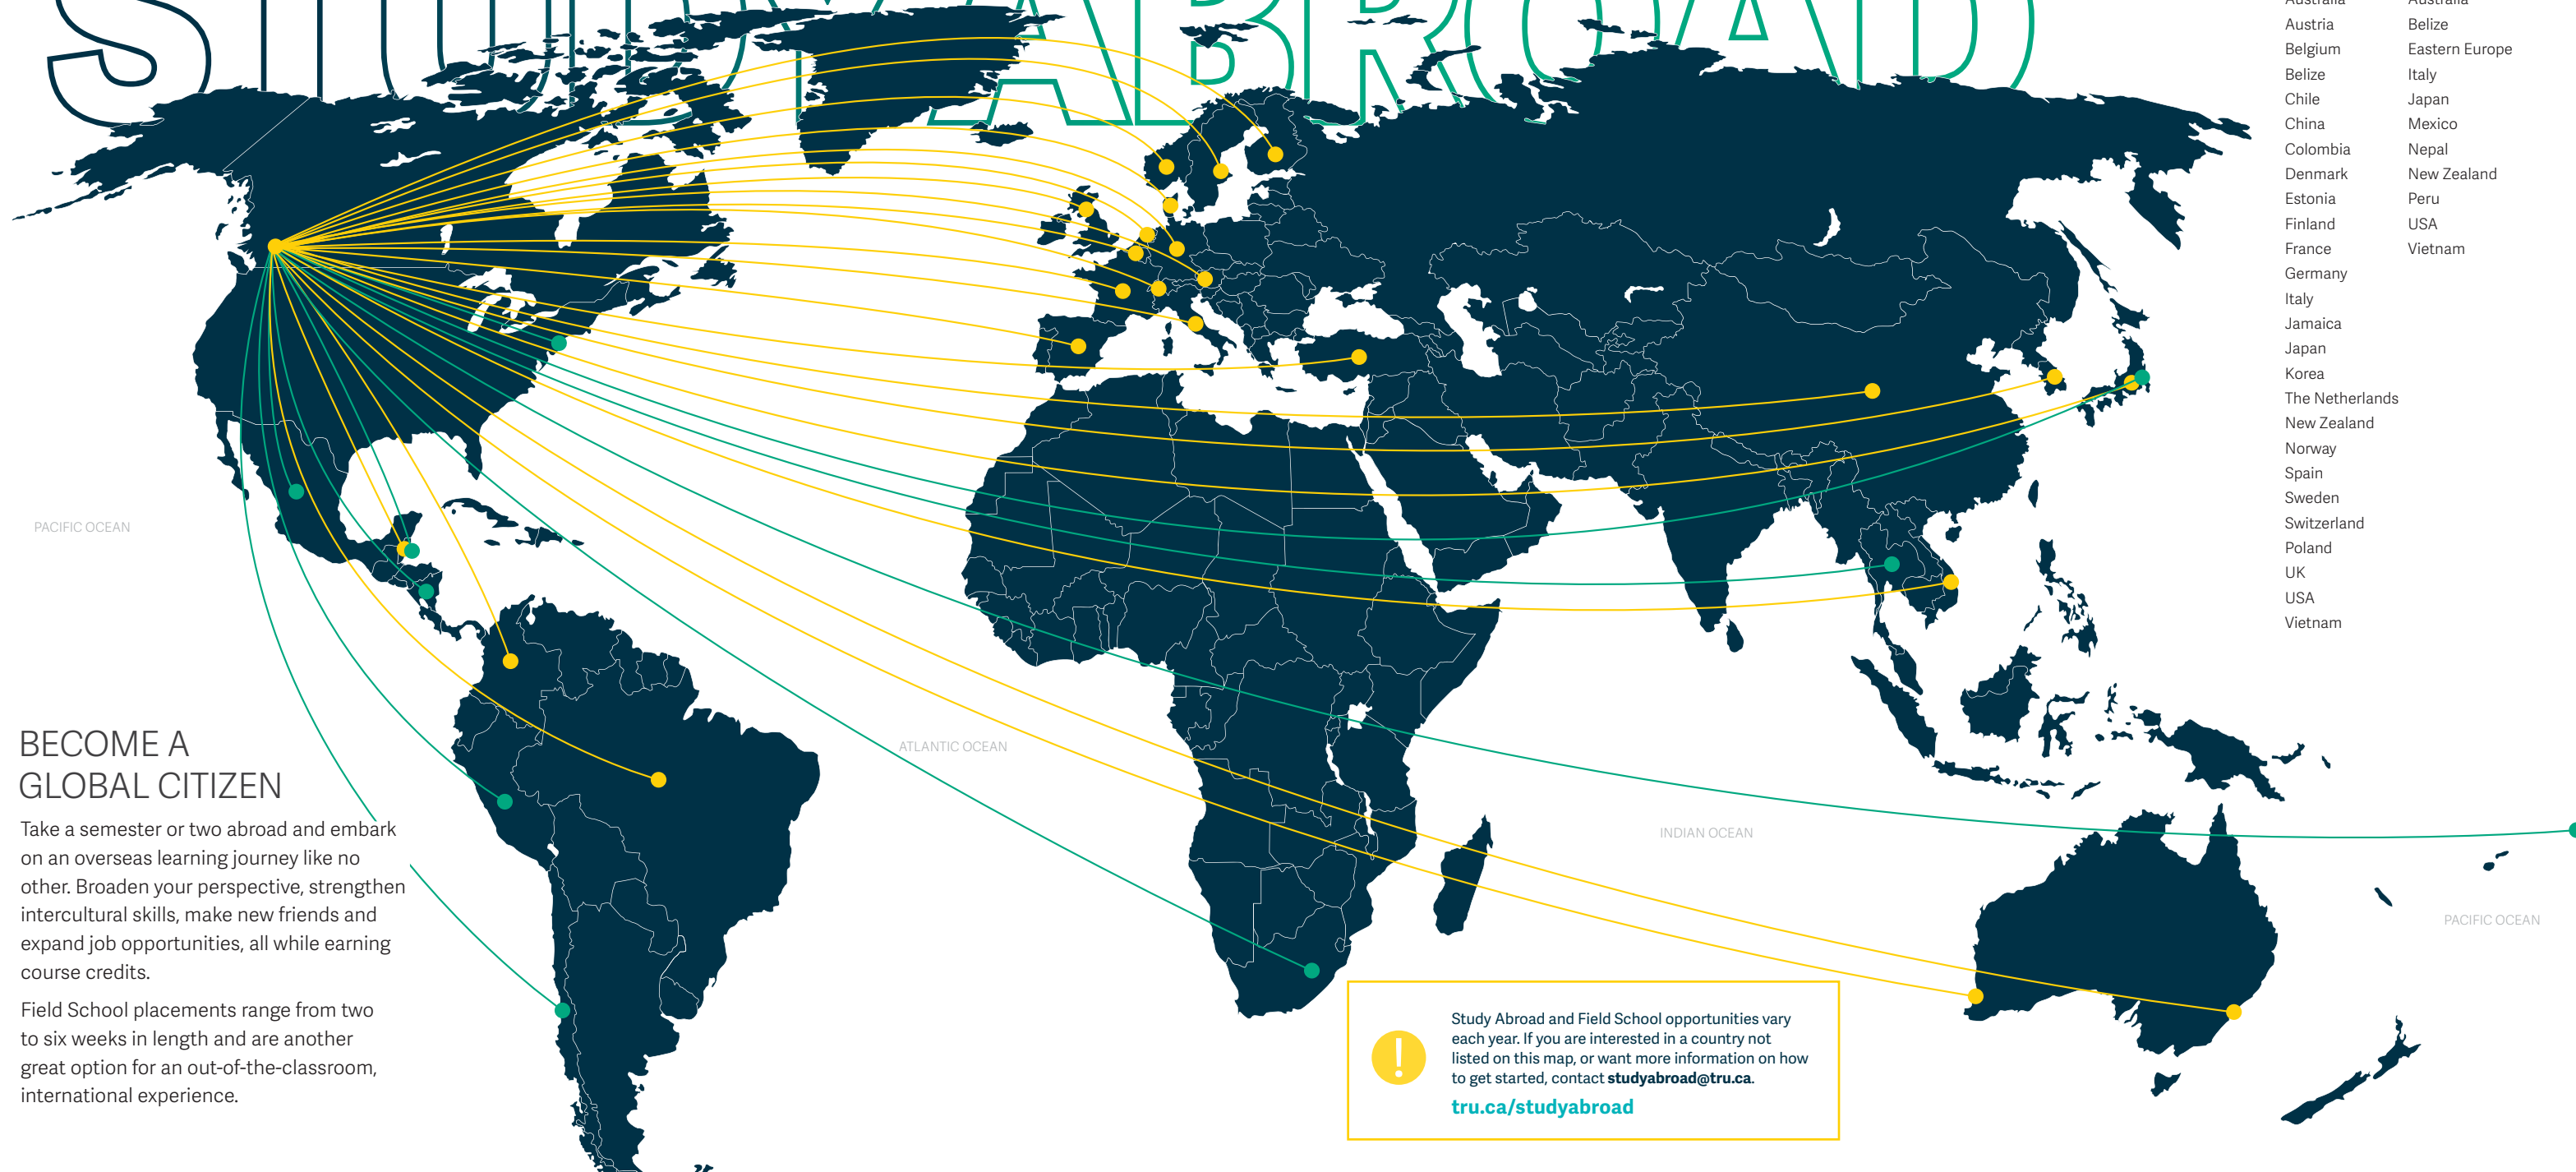 STUDY ABROAD
Australia
Austria
Belgium
Belize
Chile
China
Colombia
Denmark
Estonia
Finland
France
Germany
Italy
Jamaica
Japan
Korea
The Netherlands
New Zealand
Norway
Spain
Sweden
Switzerland
Poland
UK
USA
Vietnam
Australia
Belize
Eastern Europe
Italy
Japan
Mexico
Nepal
New Zealand
Peru
USA
Vietnam
PACIFIC OCEAN
ATLANTIC OCEAN
INDIAN OCEAN
PACIFIC OCEAN
BECOME A
GLOBAL CITIZEN
Take a semester or two abroad and embark
on an overseas learning journey like no
other. Broaden your perspective, strengthen
intercultural skills, make new friends and
expand job opportunities, all while earning
course credits.
Field School placements range from two
to six weeks in length and are another
great option for an out-of-the-classroom,
international experience.
!
Study Abroad and Field School opportunities vary
each year. If you are interested in a country not
listed on this map, or want more information on how
to get started, contact studyabroad@tru.ca.
tru.ca/studyabroad